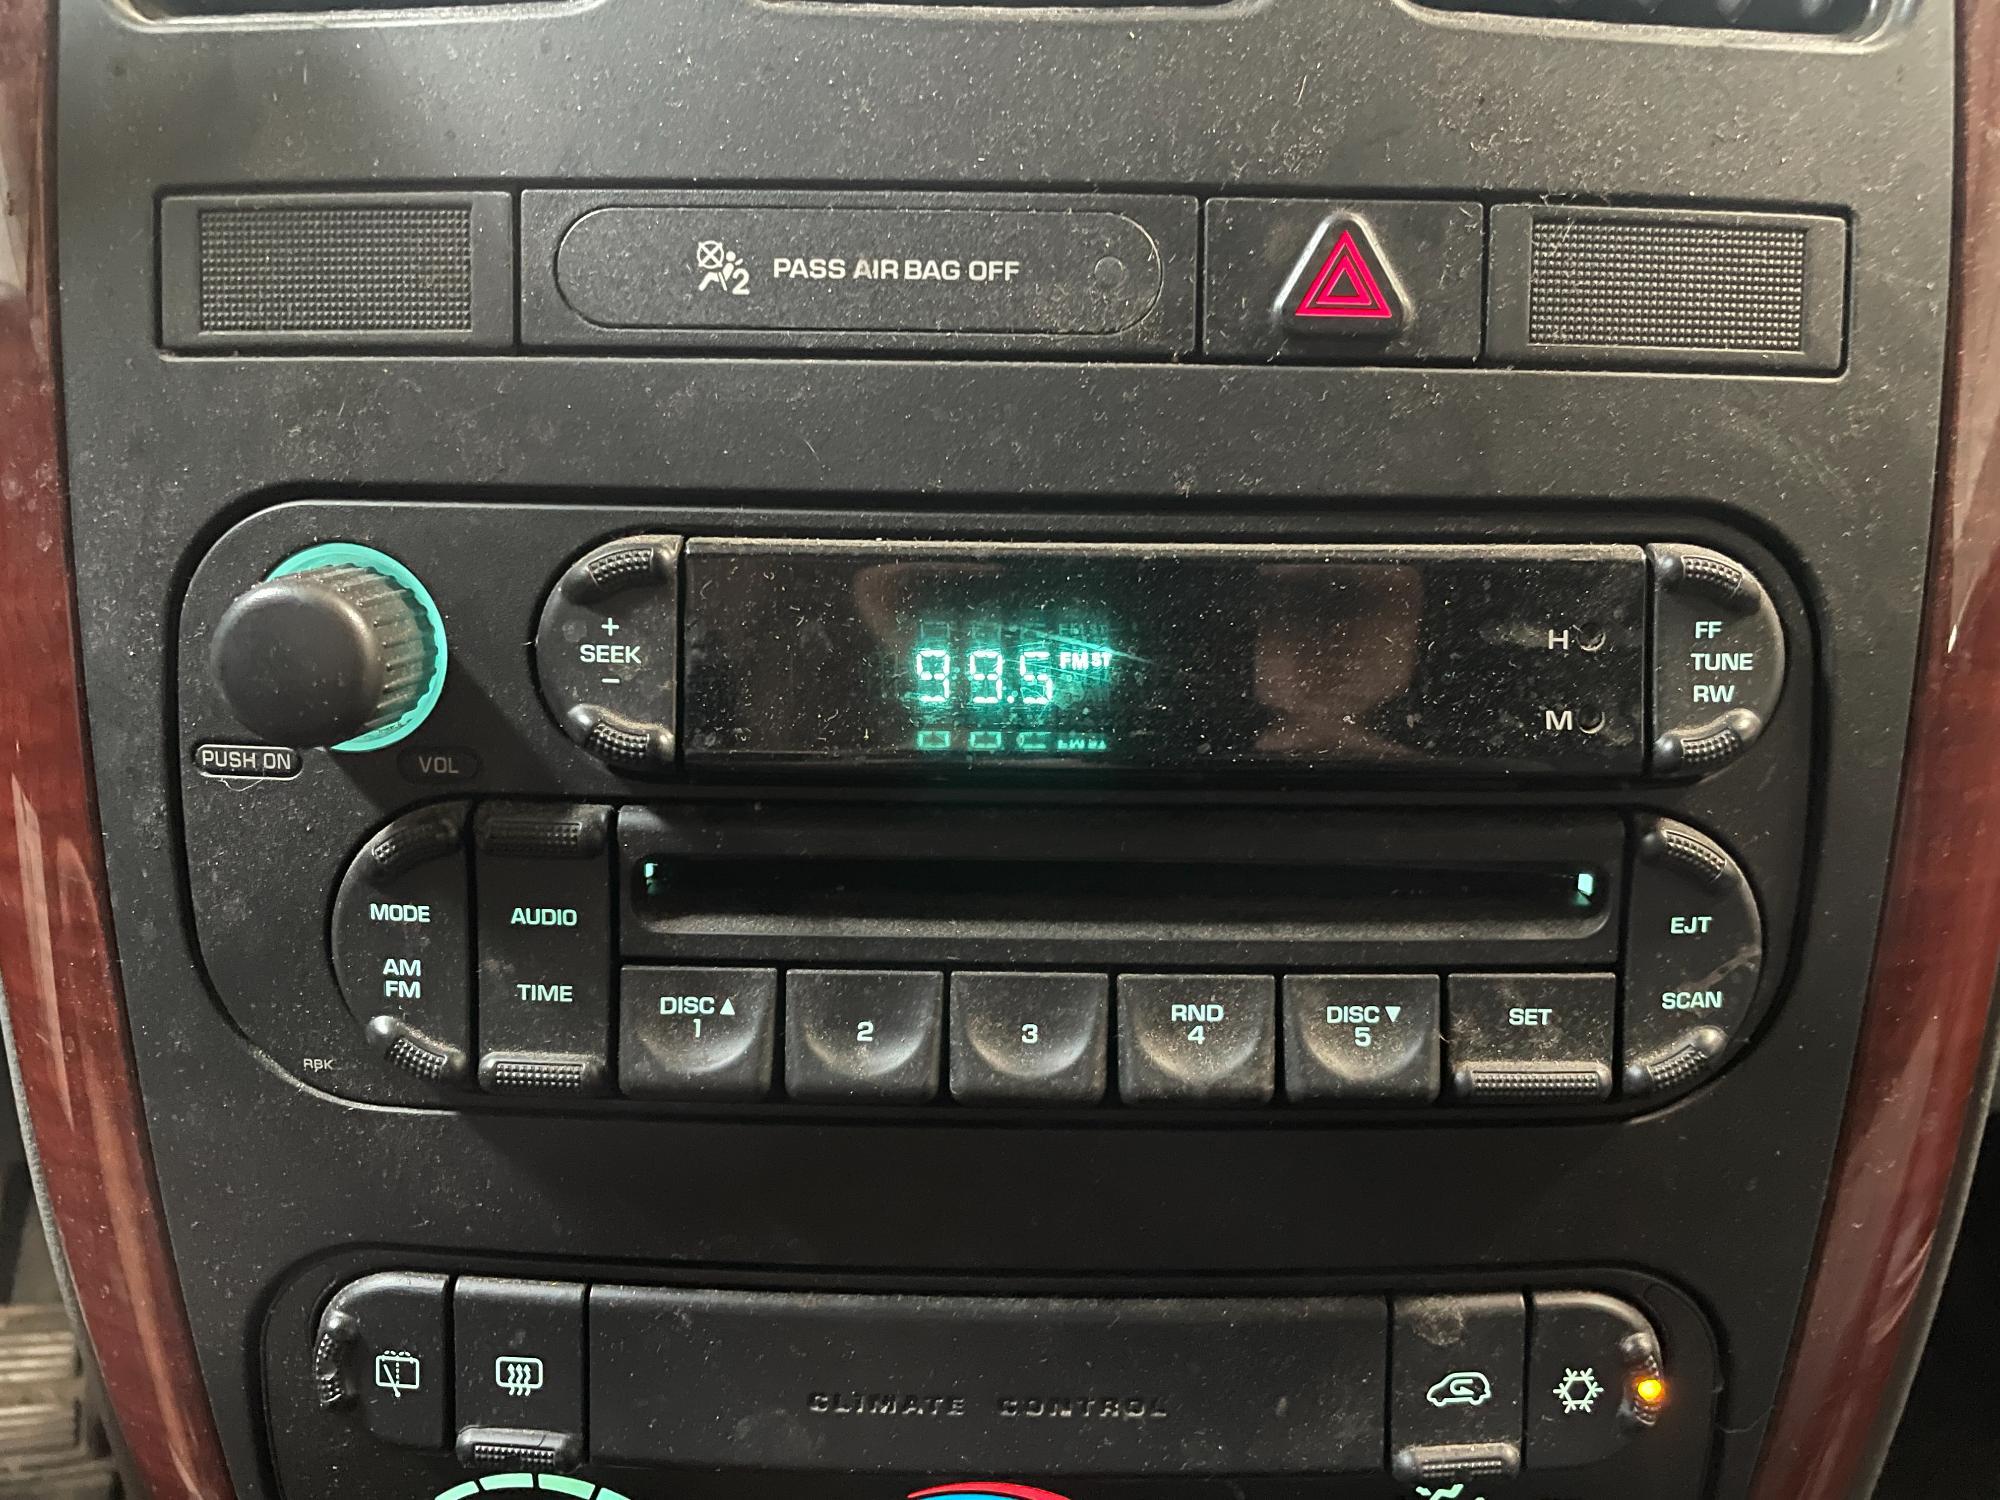 2 PASS AIR BAG OFF
+
SEEK
-
99.5 FM ST
H
M
FF
TUNE
RW
PUSH ON
VOL
MODE
AM
FM
AUDIO
TIME
DISC▲
1
2
3
RND
4
DISC▼
5
SET
EJT
SCAN
RBK
CLIMATE CONTROL